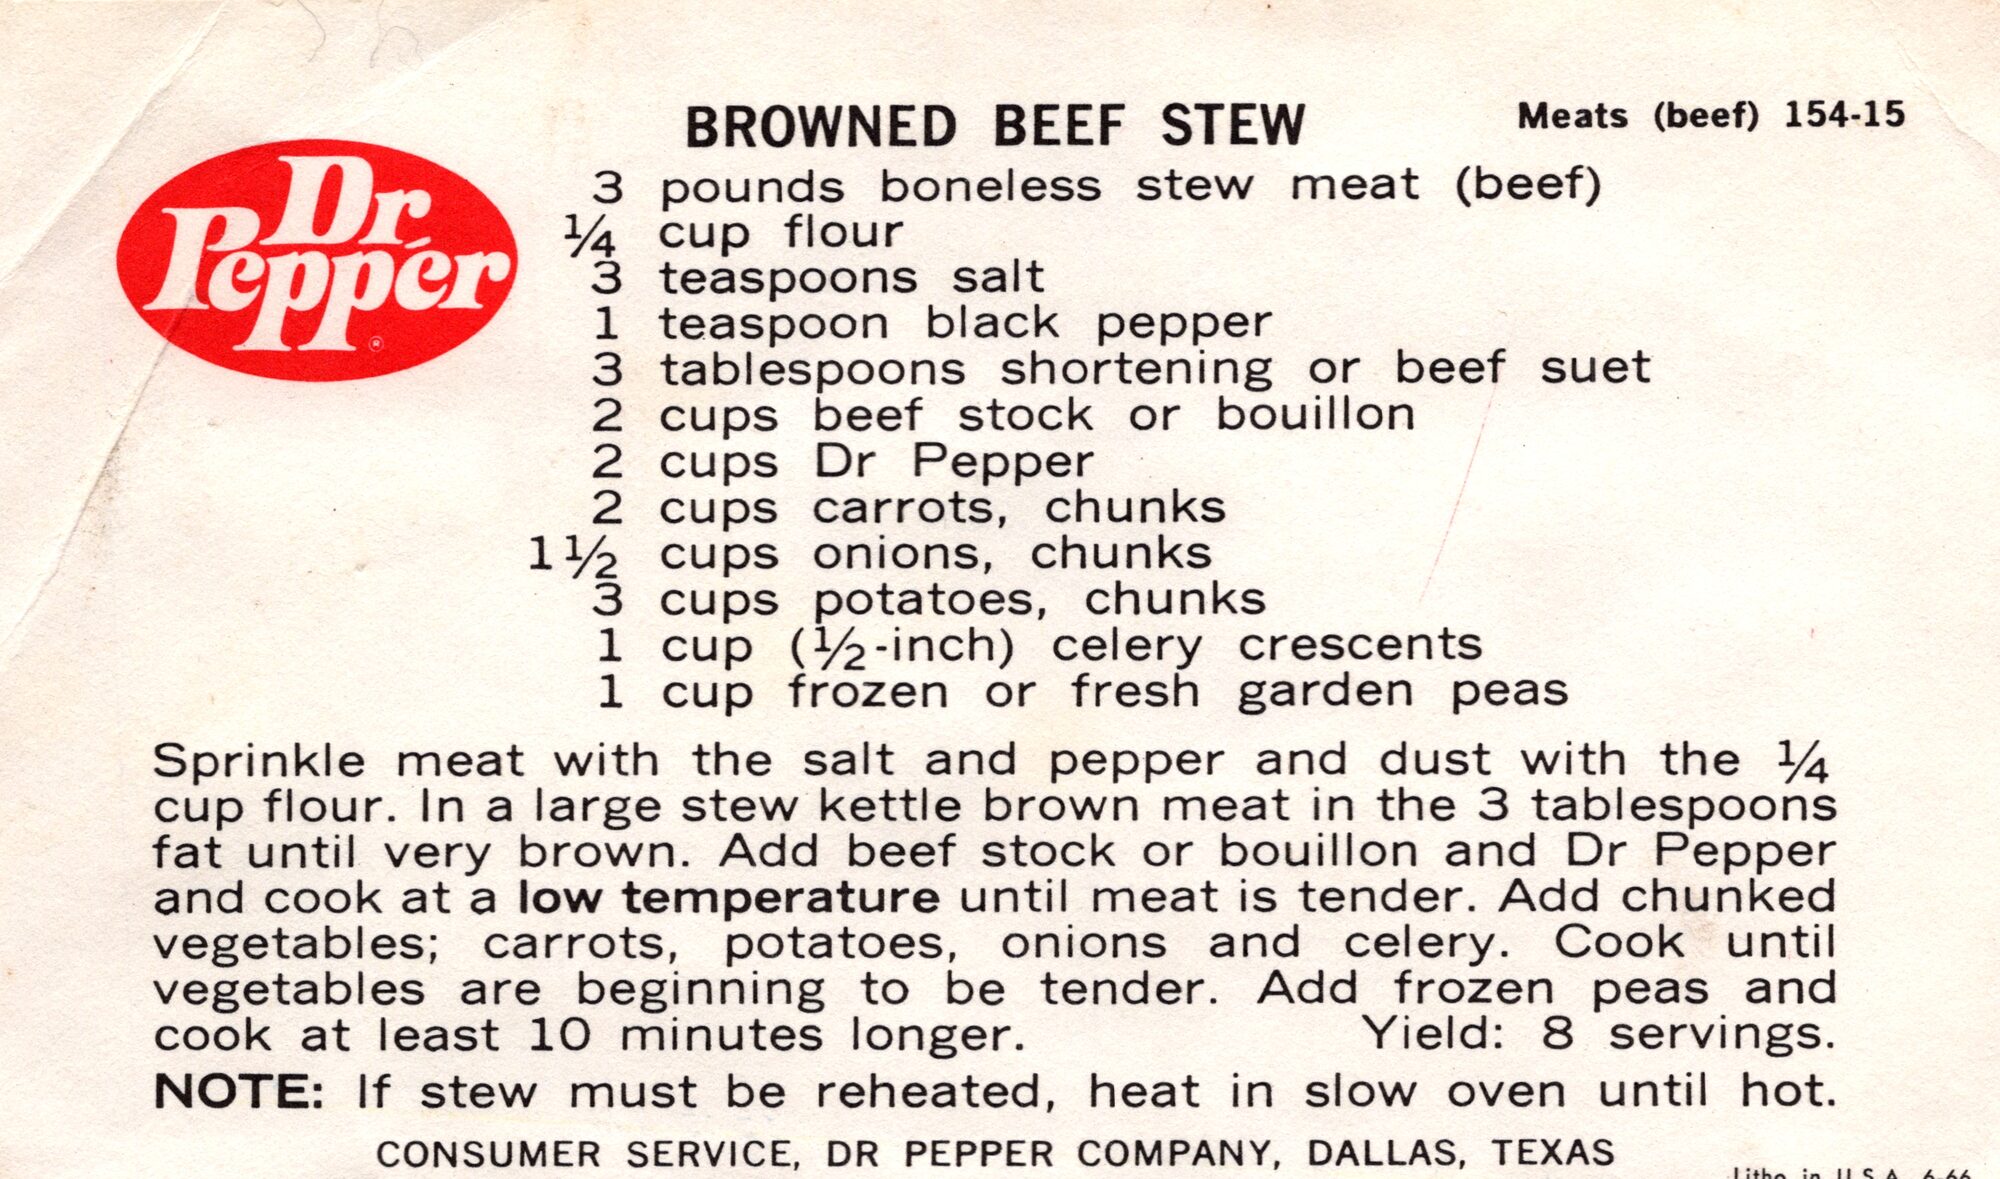 BROWNED BEEF STEW
Meats (beef) 154-15
Dr Pepper ®
3 pounds boneless stew meat (beef)
¼ cup flour
3 teaspoons salt
1 teaspoon black pepper
3 tablespoons shortening or beef suet
2 cups beef stock or bouillon
2 cups Dr Pepper
2 cups carrots, chunks
1½ cups onions, chunks
3 cups potatoes, chunks
1 cup (½-inch) celery crescents
1 cup frozen or fresh garden peas
Sprinkle meat with the salt and pepper and dust with the ¼
cup flour. In a large stew kettle brown meat in the 3 tablespoons
fat until very brown. Add beef stock or bouillon and Dr Pepper
and cook at a low temperature until meat is tender. Add chunked
vegetables; carrots, potatoes, onions and celery. Cook until
vegetables are beginning to be tender. Add frozen peas and
cook at least 10 minutes longer. Yield: 8 servings.
NOTE: If stew must be reheated, heat in slow oven until hot.
CONSUMER SERVICE, DR PEPPER COMPANY, DALLAS, TEXAS
Litho in U.S.A. 6-66